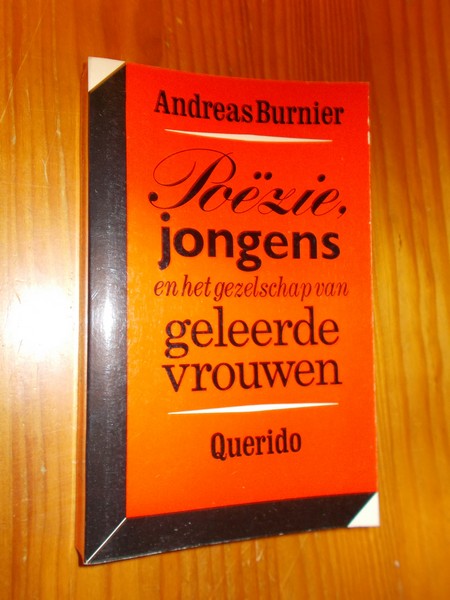 Andreas Burnier
Poëzie,
jongens
en het gezelschap van
geleerde
vrouwen
Querido